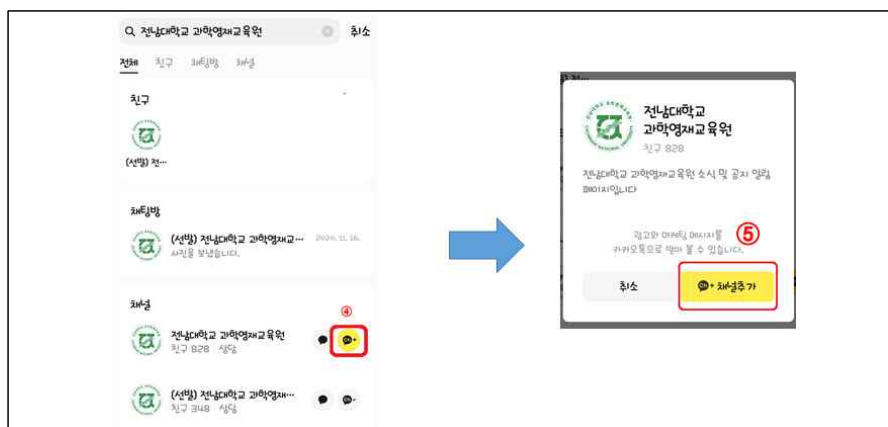 전남대학교 과학영재교육원
취소
전체 친구 채팅방 채널
친구
(선발) 전…
채팅방
(선발) 전남대학교 과학영재교…
2020. 11. 16.
사진을 보냈습니다.
채널
④
전남대학교 과학영재교육원
친구 828 상담
(선발) 전남대학교 과학영재…
친구 348 상담
전남대학교
과학영재교육원
친구 828
전남대학교 과학영재교육원 소식 및 공지 알림
페이지입니다
광고와 마케팅 메시지를
카카오톡으로 받아 볼 수 있습니다.
⑤
취소
채널추가